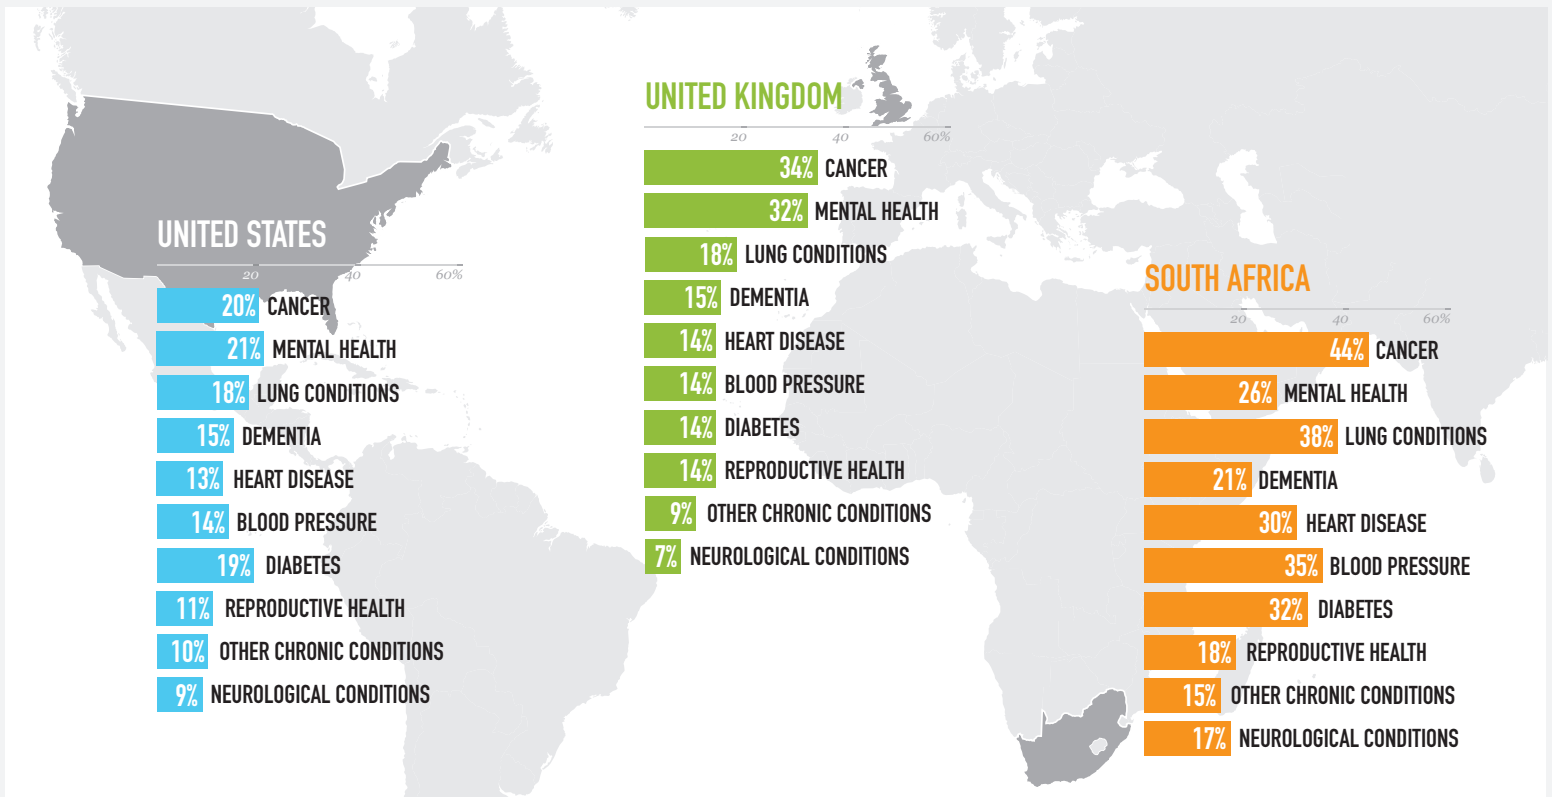 UNITED STATES
20 40 60%
20% CANCER
21% MENTAL HEALTH
18% LUNG CONDITIONS
15% DEMENTIA
13% HEART DISEASE
14% BLOOD PRESSURE
19% DIABETES
11% REPRODUCTIVE HEALTH
10% OTHER CHRONIC CONDITIONS
9% NEUROLOGICAL CONDITIONS
UNITED KINGDOM
20 40 60%
34% CANCER
32% MENTAL HEALTH
18% LUNG CONDITIONS
15% DEMENTIA
14% HEART DISEASE
14% BLOOD PRESSURE
14% DIABETES
14% REPRODUCTIVE HEALTH
9% OTHER CHRONIC CONDITIONS
7% NEUROLOGICAL CONDITIONS
SOUTH AFRICA
20 40 60%
44% CANCER
26% MENTAL HEALTH
38% LUNG CONDITIONS
21% DEMENTIA
30% HEART DISEASE
35% BLOOD PRESSURE
32% DIABETES
18% REPRODUCTIVE HEALTH
15% OTHER CHRONIC CONDITIONS
17% NEUROLOGICAL CONDITIONS